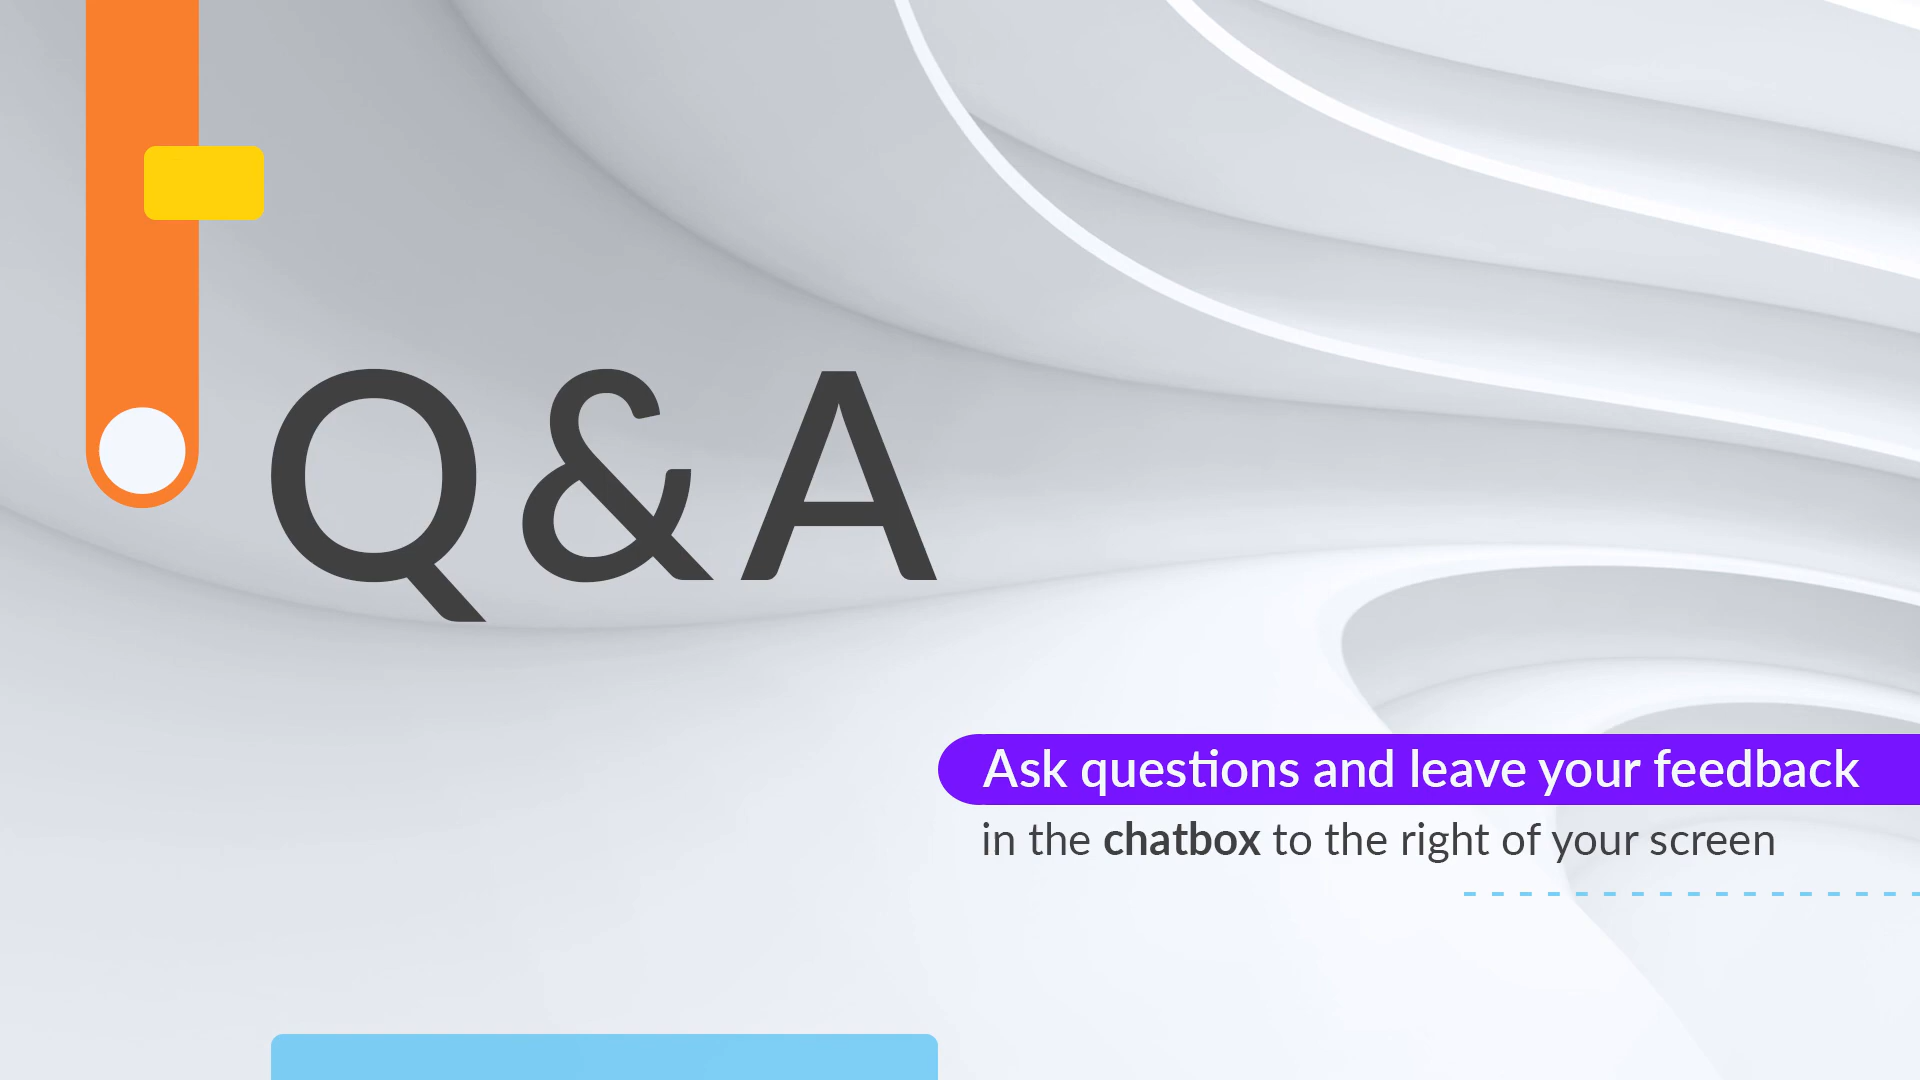 Q&A
Ask questions and leave your feedback
in the chatbox to the right of your screen